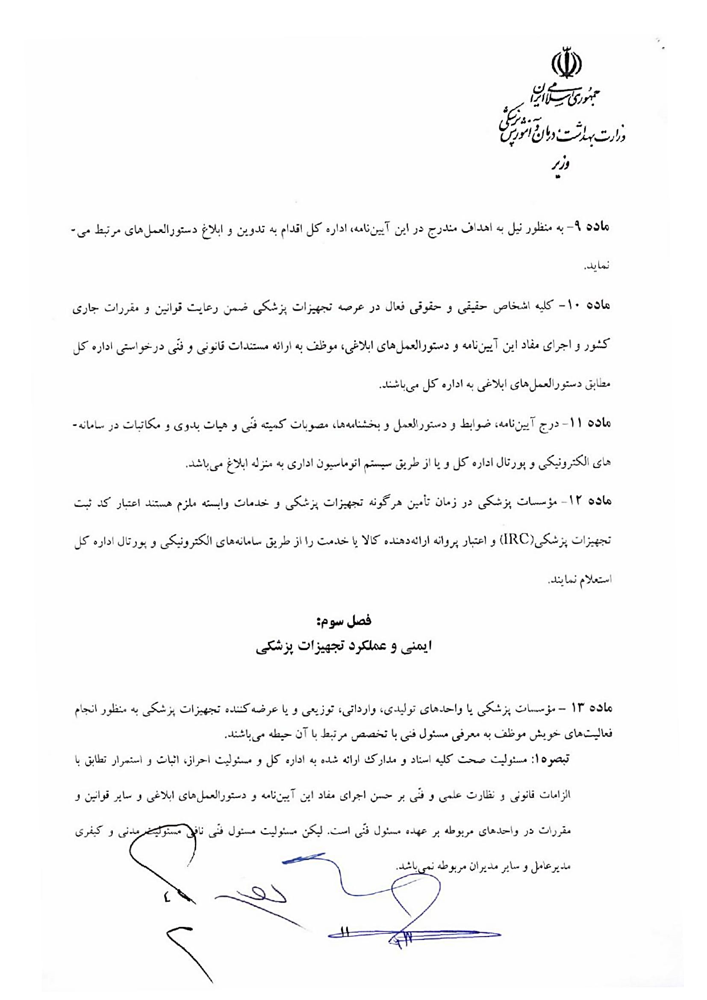 جمهوری اسلامی ایران
وزارت بهداشت، درمان و آموزش پزشکی
وزیر
ماده ۹- به منظور نیل به اهداف مندرج در این آیین‌نامه، اداره کل اقدام به تدوین و ابلاغ دستورالعمل‌های مرتبط می-
نماید.
ماده ۱۰- کلیه اشخاص حقیقی و حقوقی فعال در عرصه تجهیزات پزشکی ضمن رعایت قوانین و مقررات جاری
کشور و اجرای مفاد این آیین‌نامه و دستورالعمل‌های ابلاغی، موظف به ارائه مستندات قانونی و فنّی درخواستی اداره کل
مطابق دستورالعمل‌های ابلاغی به اداره کل می‌باشند.
ماده ۱۱- درج آیین‌نامه، ضوابط و دستورالعمل و بخشنامه‌ها، مصوبات کمیته فنّی و هیات بدوی و مکاتبات در سامانه-
های الکترونیکی و پورتال اداره کل و یا از طریق سیستم اتوماسیون اداری به منزله ابلاغ می‌باشد.
ماده ۱۲- مؤسسات پزشکی در زمان تأمین هرگونه تجهیزات پزشکی و خدمات وابسته ملزم هستند اعتبار کد ثبت
تجهیزات پزشکی(IRC) و اعتبار پروانه ارائه‌دهنده کالا یا خدمت را از طریق سامانه‌های الکترونیکی و پورتال اداره کل
استعلام نمایند.
فصل سوم:
ایمنی و عملکرد تجهیزات پزشکی
ماده ۱۳ – مؤسسات پزشکی یا واحدهای تولیدی، وارداتی، توزیعی و یا عرضه‌کننده تجهیزات پزشکی به منظور انجام
فعالیت‌های خویش موظف به معرفی مسئول فنی با تخصص مرتبط با آن حیطه می‌باشند.
تبصره۱: مسئولیت صحت کلیه اسناد و مدارک ارائه شده به اداره کل و مسئولیت احراز، اثبات و استمرار تطابق با
الزامات قانونی و نظارت علمی و فنّی بر حسن اجرای مفاد این آیین‌نامه و دستورالعمل‌های ابلاغی و سایر قوانین و
مقررات در واحدهای مربوطه بر عهده مسئول فنّی است. لیکن مسئولیت مسئول فنّی نافی مسئولیت مدنی و کیفری
مدیرعامل و سایر مدیران مربوطه نمی‌باشد.